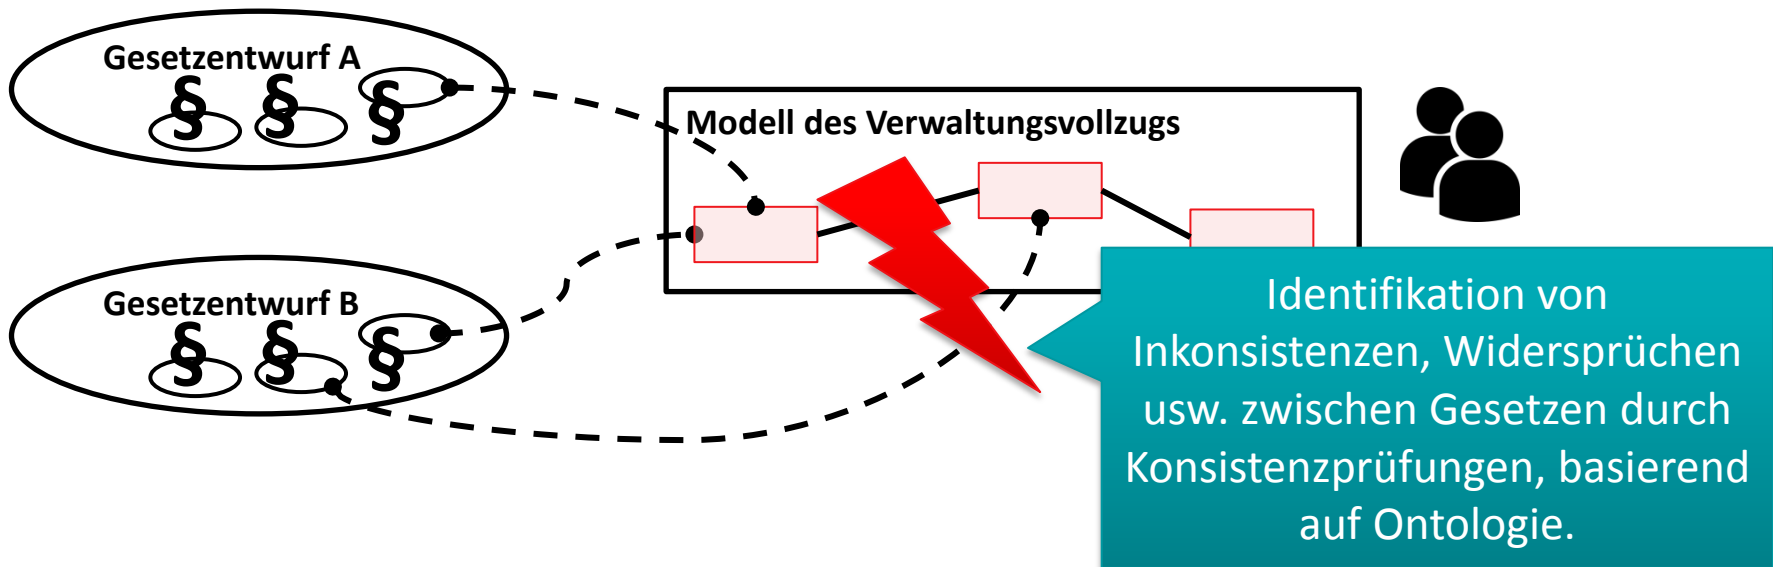 Gesetzentwurf A
§ § §
Modell des Verwaltungsvollzugs
Gesetzentwurf B
§ § §
Identifikation von
Inkonsistenzen, Widersprüchen
usw. zwischen Gesetzen durch
Konsistenzprüfungen, basierend
auf Ontologie.